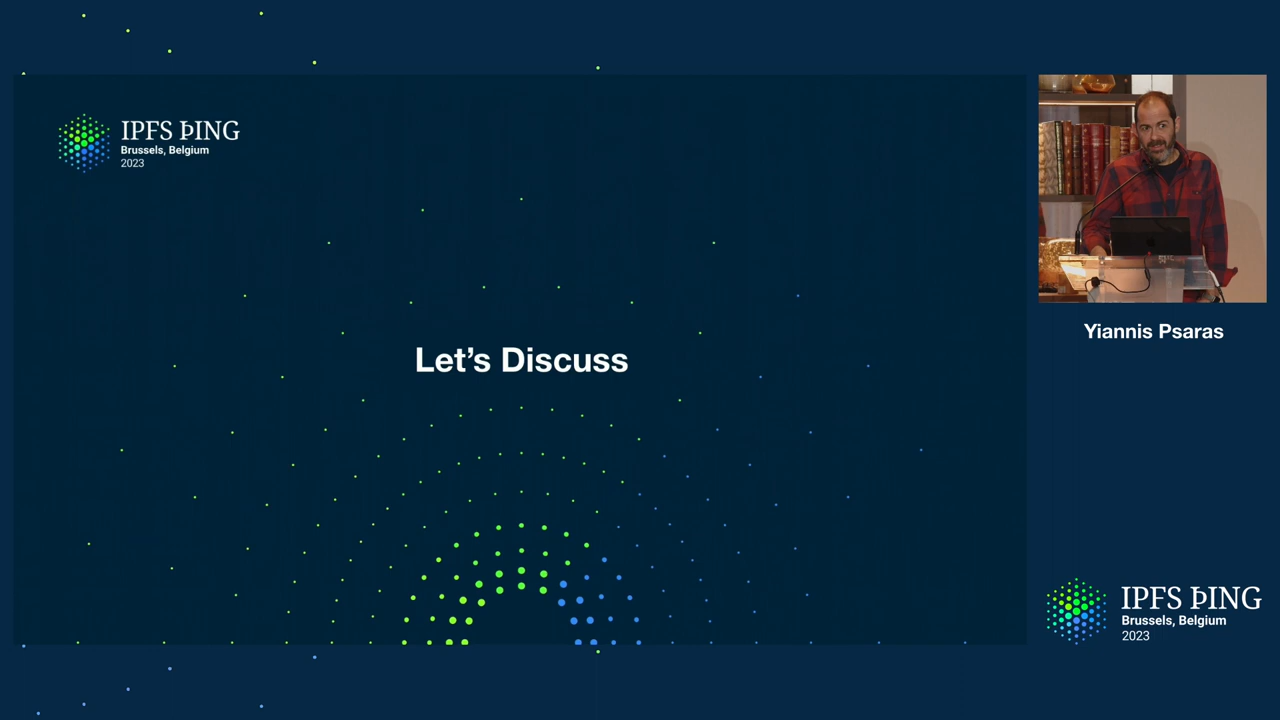 IPFS ÞING
Brussels, Belgium
2023
Let's Discuss
Yiannis Psaras
IPFS ÞING
Brussels, Belgium
2023